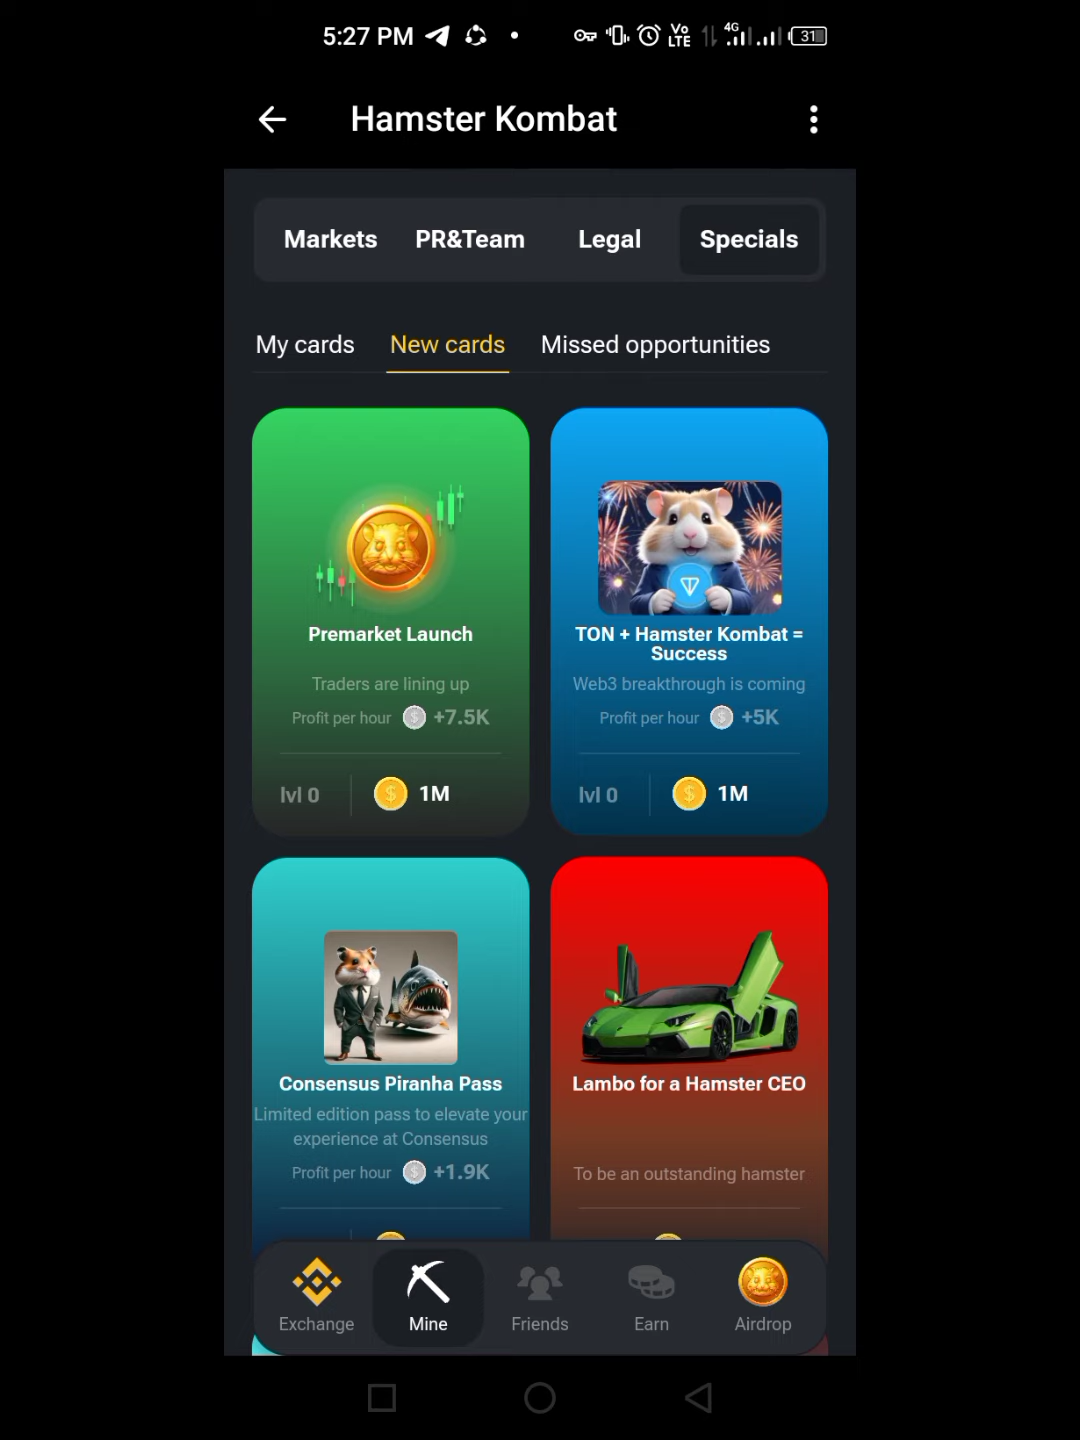 5:27 PM
Vo
LTE
4G
31
Hamster Kombat
Markets
PR&Team
Legal
Specials
My cards
New cards
Missed opportunities
Premarket Launch
Traders are lining up
Profit per hour
$
+7.5K
lvl 0
$
1M
TON + Hamster Kombat =
Success
Web3 breakthrough is coming
Profit per hour
$
+5K
lvl 0
$
1M
Consensus Piranha Pass
Limited edition pass to elevate your
experience at Consensus
Profit per hour
$
+1.9K
Lambo for a Hamster CEO
To be an outstanding hamster
Exchange
Mine
Friends
Earn
Airdrop